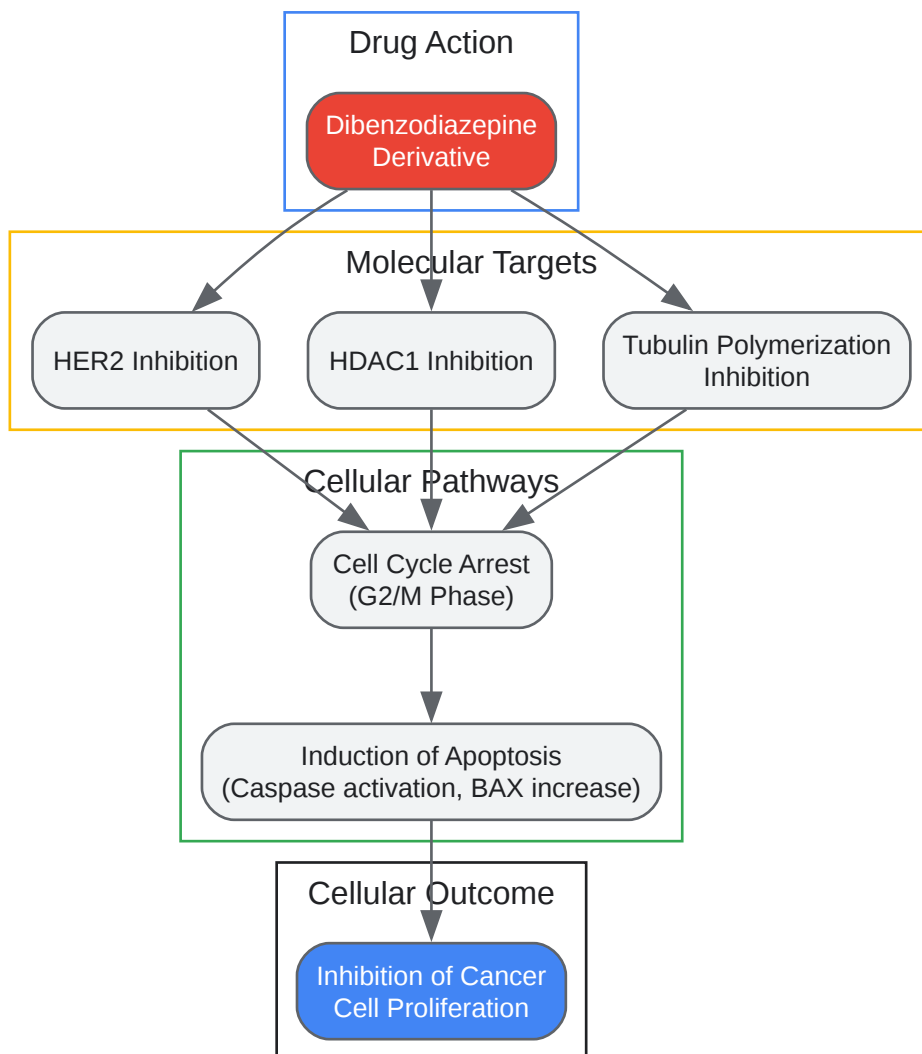 Drug Action
Dibenzodiazepine
Derivative
Molecular Targets
HER2 Inhibition
HDAC1 Inhibition
Tubulin Polymerization
Inhibition
Cellular Pathways
Cell Cycle Arrest
(G2/M Phase)
Induction of Apoptosis
(Caspase activation, BAX increase)
Cellular Outcome
Inhibition of Cancer
Cell Proliferation